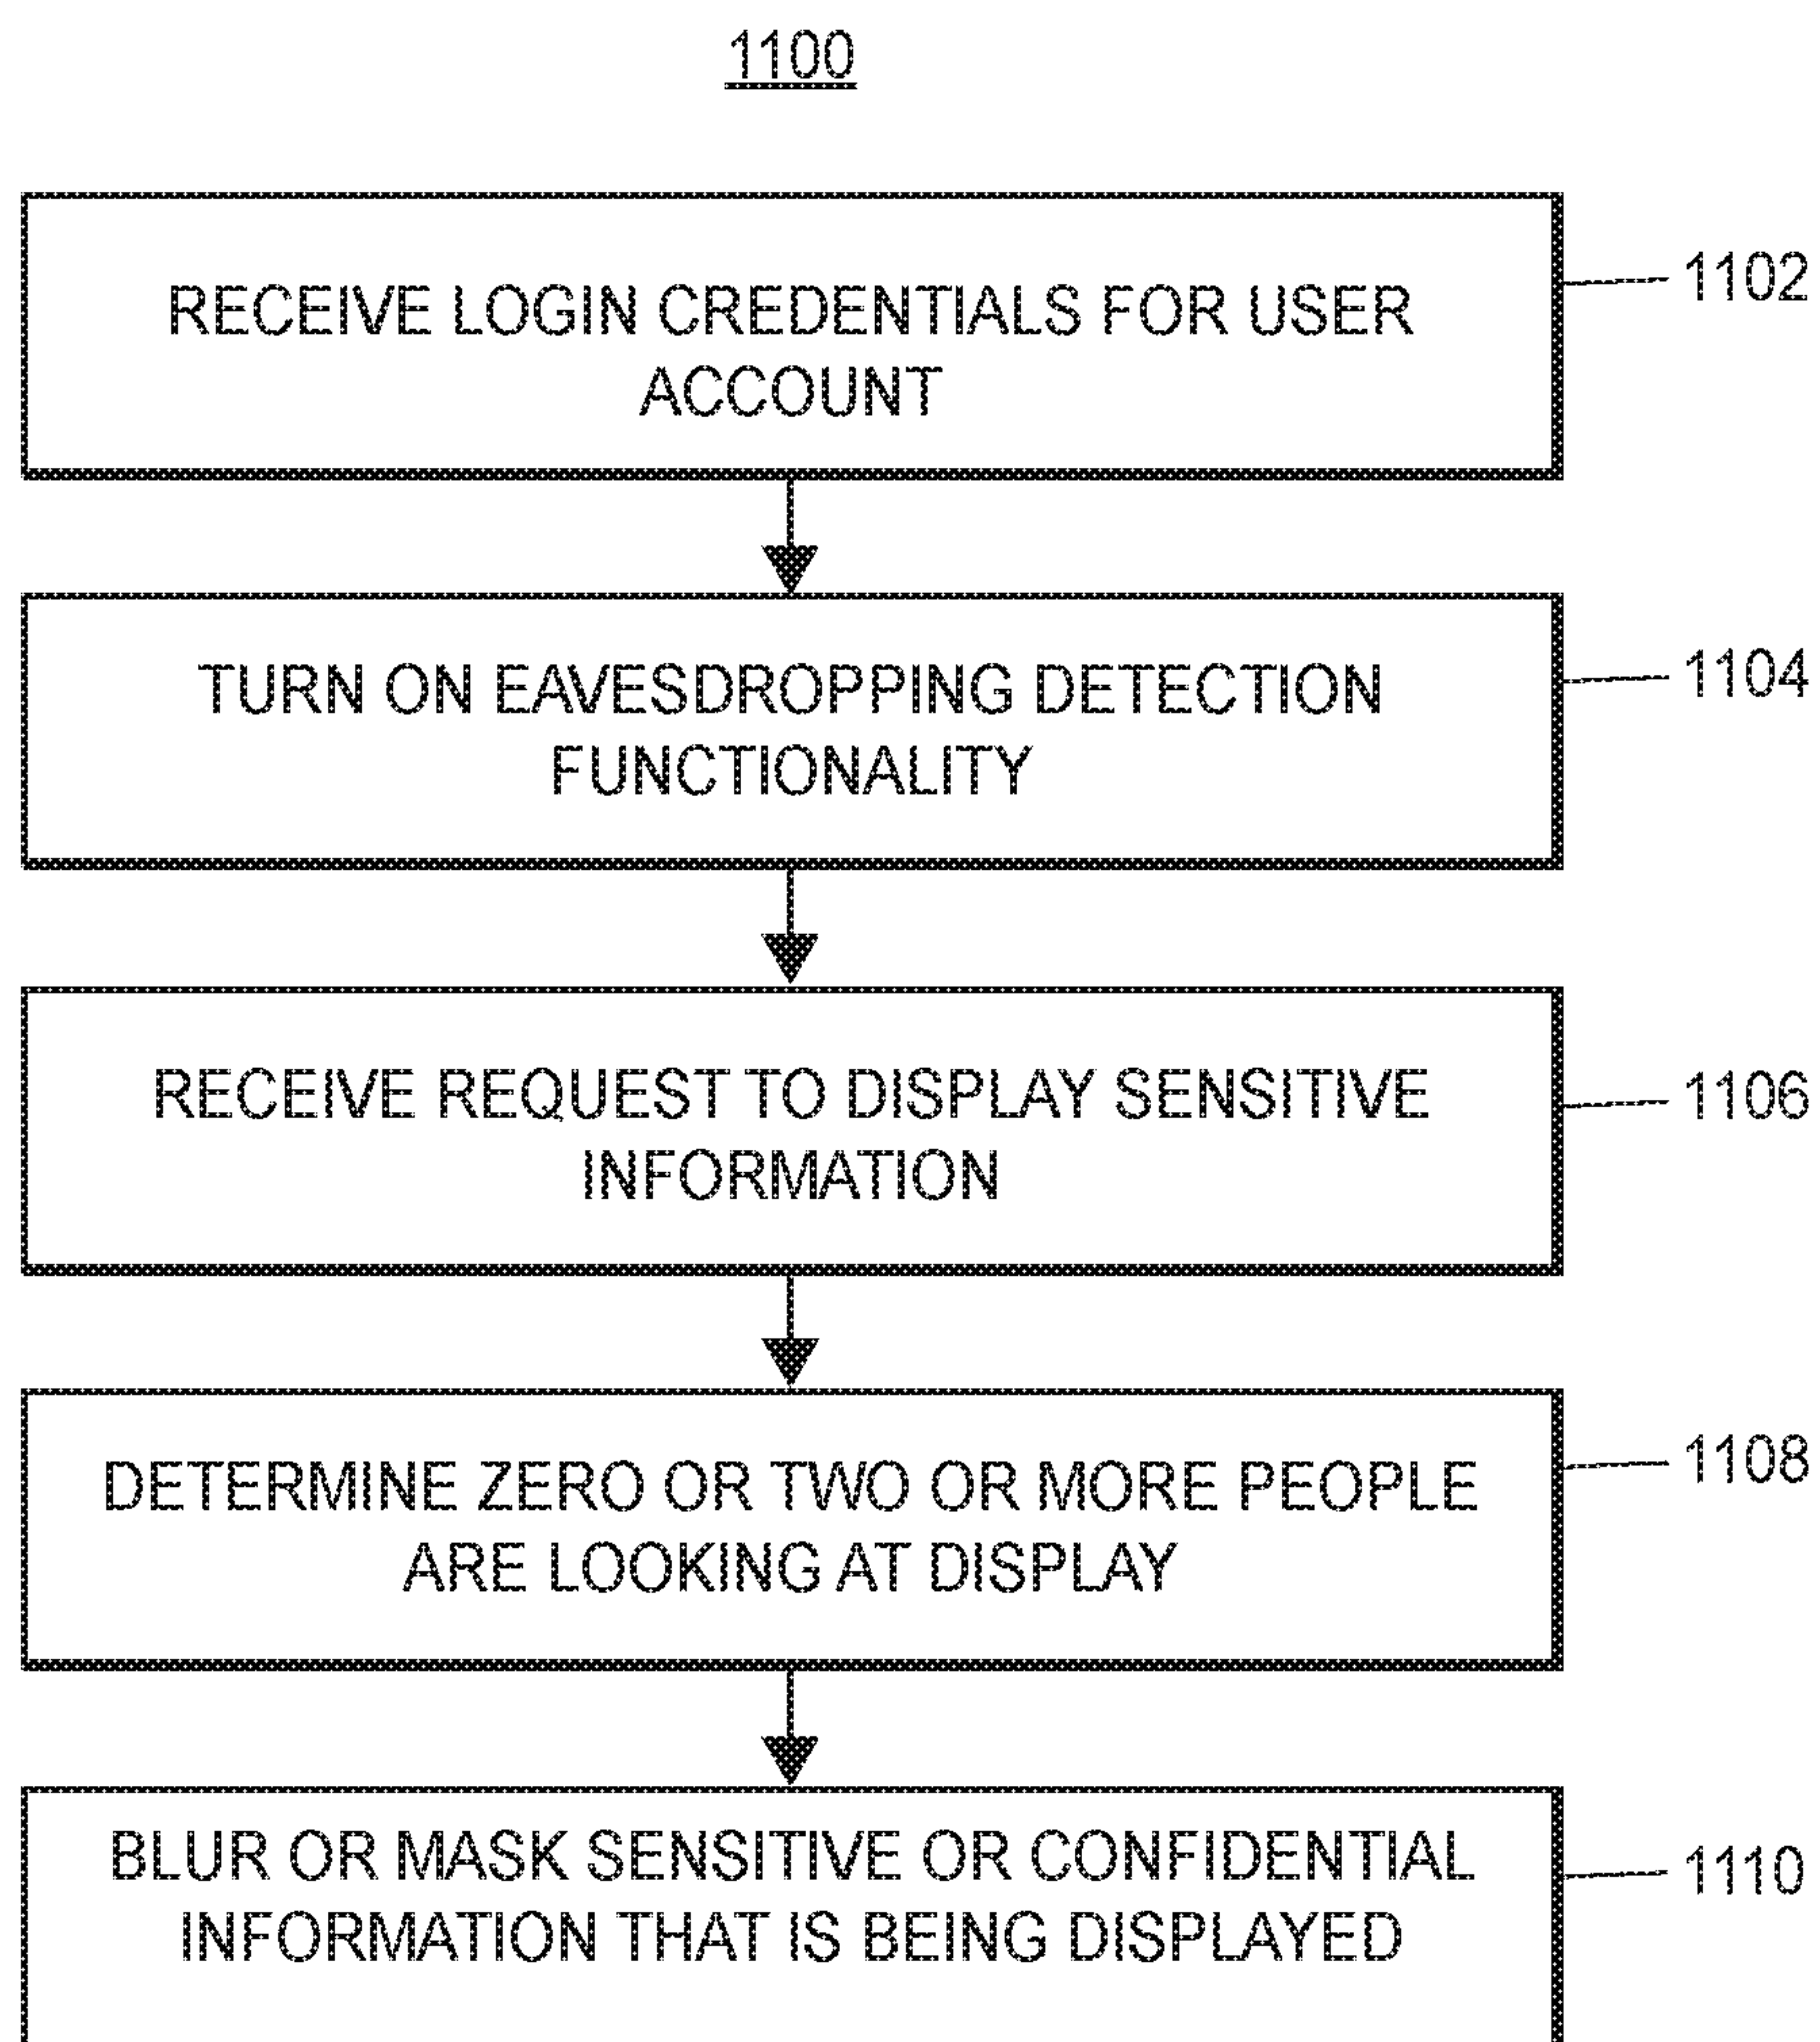 1100
RECEIVE LOGIN CREDENTIALS FOR USER
ACCOUNT
1102
TURN ON EAVESDROPPING DETECTION
FUNCTIONALITY
1104
RECEIVE REQUEST TO DISPLAY SENSITIVE
INFORMATION
1106
DETERMINE ZERO OR TWO OR MORE PEOPLE
ARE LOOKING AT DISPLAY
1108
BLUR OR MASK SENSITIVE OR CONFIDENTIAL
INFORMATION THAT IS BEING DISPLAYED
1110